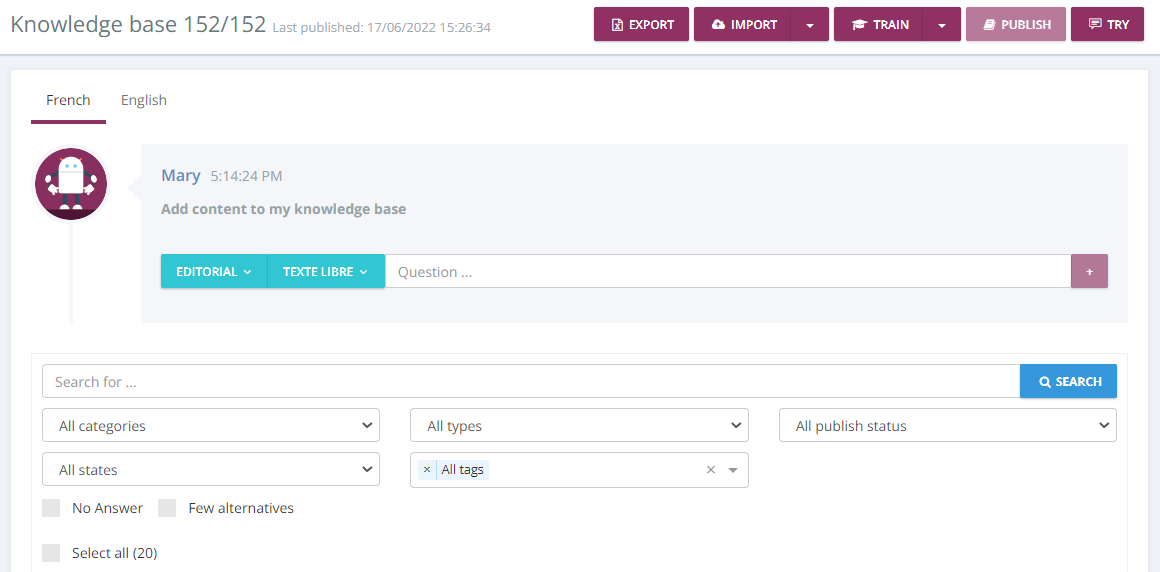 Knowledge base 152/152 Last published: 17/06/2022 15:26:34
EXPORT
IMPORT
TRAIN
PUBLISH
TRY
French
English
Mary 5:14:24 PM
Add content to my knowledge base
EDITORIAL
TEXTE LIBRE
Question ...
+
Search for ...
SEARCH
All categories
All types
All publish status
All states
× All tags ×
No Answer
Few alternatives
Select all (20)